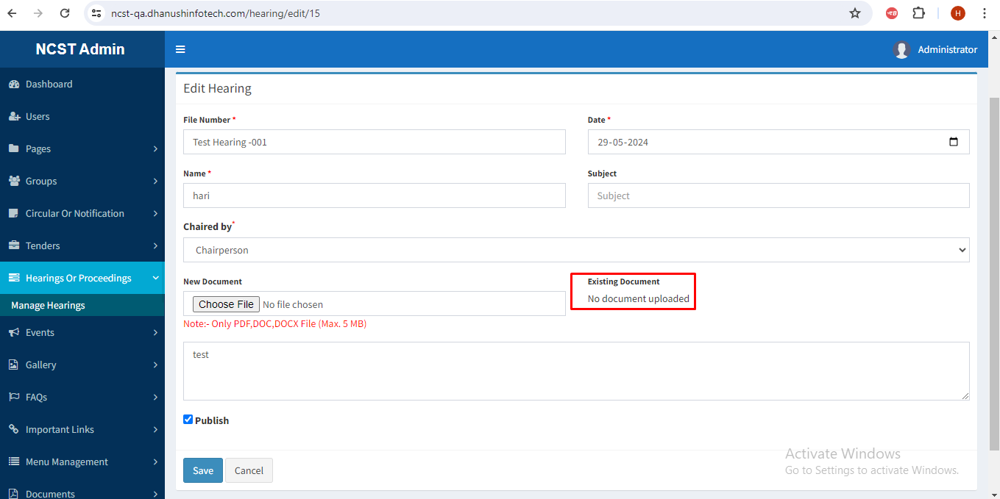 ncst-qa.dhanushinfotech.com/hearing/edit/15
H
NCST Admin
Administrator
Dashboard
Users
Pages
Groups
Circular Or Notification
Tenders
Hearings Or Proceedings
Manage Hearings
Events
Gallery
FAQs
Important Links
Menu Management
Documents
Edit Hearing
File Number *
Test Hearing -001
Date *
29-05-2024
Name *
hari
Subject
Subject
Chaired by*
Chairperson
New Document
Choose File No file chosen
Note:- Only PDF,DOC,DOCX File (Max. 5 MB)
Existing Document
No document uploaded
test
Publish
Save
Cancel
Activate Windows
Go to Settings to activate Windows.